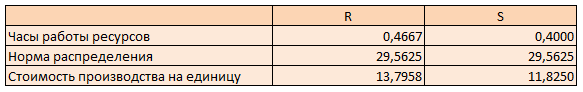 R S
Часы работы ресурсов 0,4667 0,4000
Норма распределения 29,5625 29,5625
Стоимость производства на единицу 13,7958 11,8250